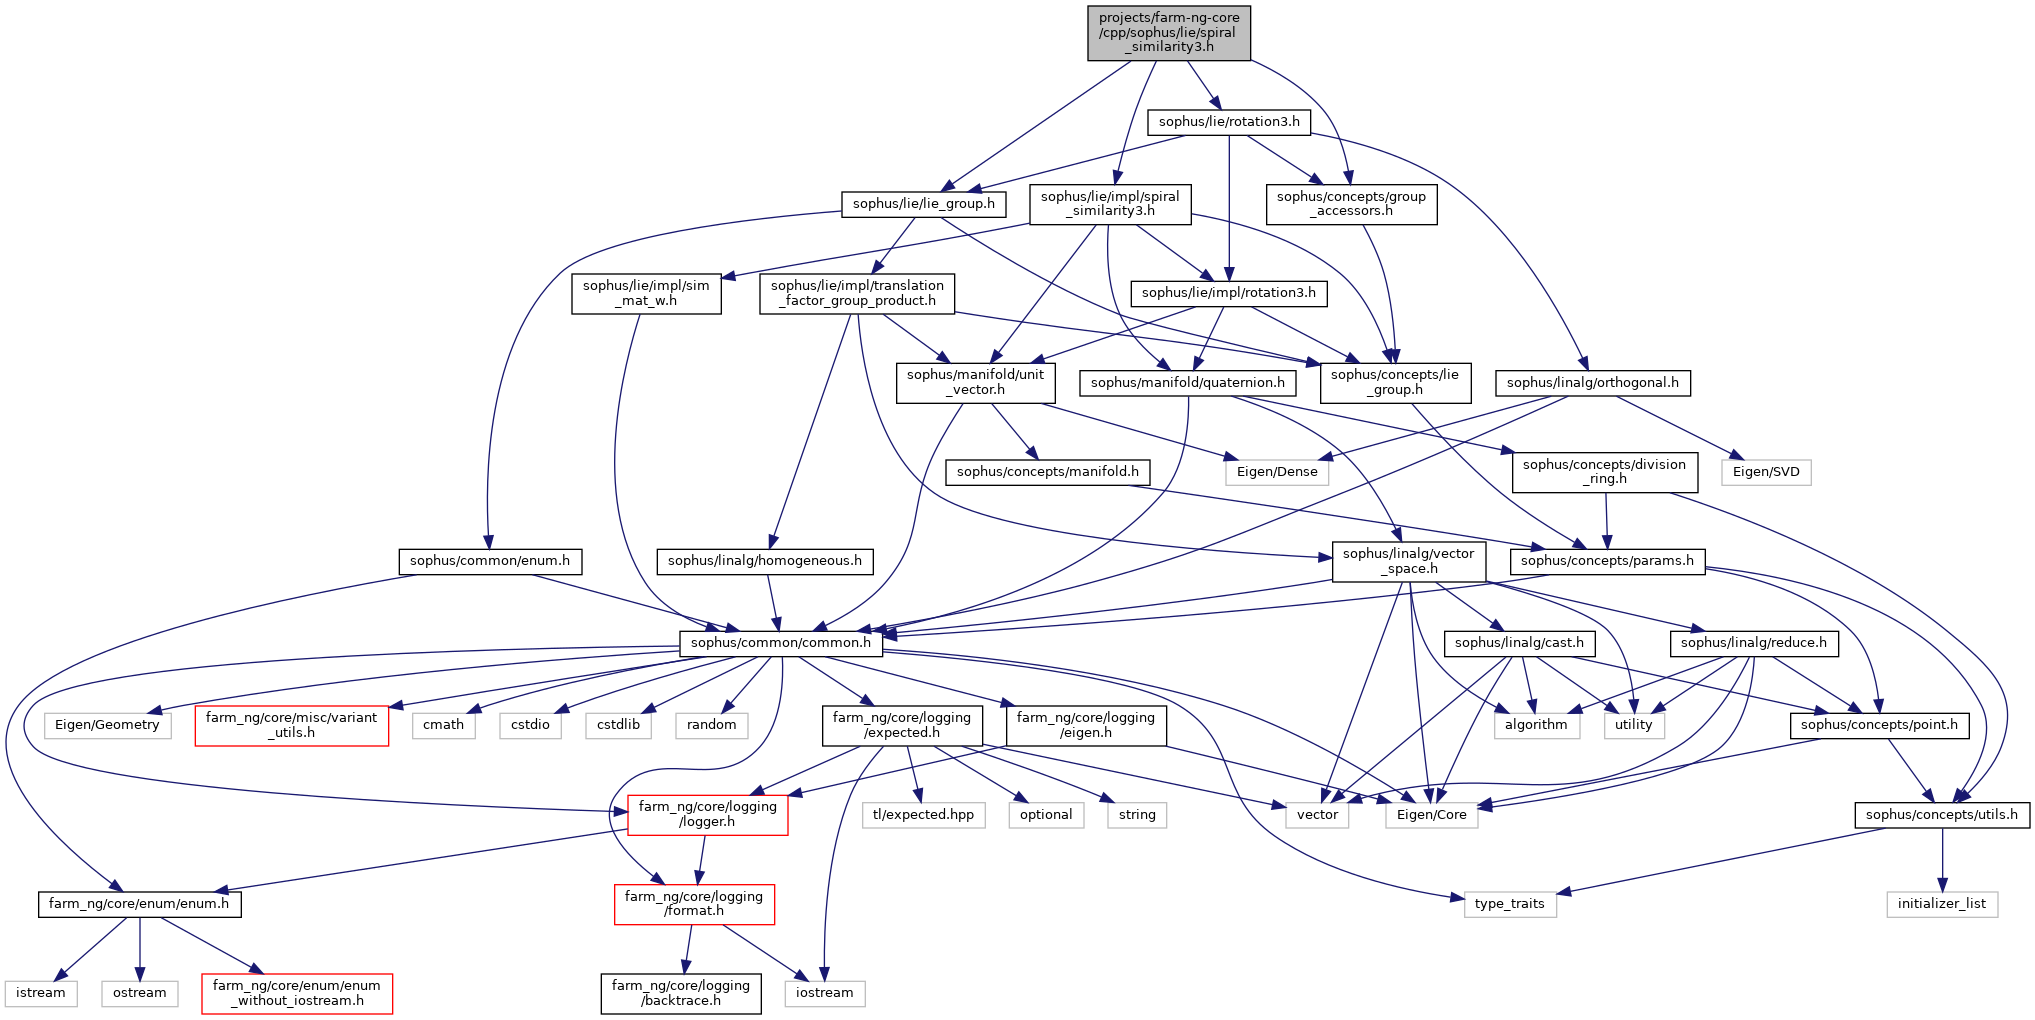 projects/farm-ng-core
/cpp/sophus/lie/spiral
_similarity3.h
sophus/lie/rotation3.h
sophus/lie/lie_group.h
sophus/lie/impl/spiral
_similarity3.h
sophus/concepts/group
_accessors.h
sophus/lie/impl/sim
_mat_w.h
sophus/lie/impl/translation
_factor_group_product.h
sophus/lie/impl/rotation3.h
sophus/manifold/unit
_vector.h
sophus/manifold/quaternion.h
sophus/concepts/lie
_group.h
sophus/linalg/orthogonal.h
sophus/concepts/manifold.h
Eigen/Dense
sophus/concepts/division
_ring.h
Eigen/SVD
sophus/common/enum.h
sophus/linalg/homogeneous.h
sophus/linalg/vector
_space.h
sophus/concepts/params.h
sophus/common/common.h
sophus/linalg/cast.h
sophus/linalg/reduce.h
Eigen/Geometry
farm_ng/core/misc/variant
_utils.h
cmath
cstdio
cstdlib
random
farm_ng/core/logging
/expected.h
farm_ng/core/logging
/eigen.h
algorithm
utility
sophus/concepts/point.h
farm_ng/core/logging
/logger.h
tl/expected.hpp
optional
string
vector
Eigen/Core
sophus/concepts/utils.h
farm_ng/core/enum/enum.h
farm_ng/core/logging
/format.h
type_traits
initializer_list
istream
ostream
farm_ng/core/enum/enum
_without_iostream.h
farm_ng/core/logging
/backtrace.h
iostream